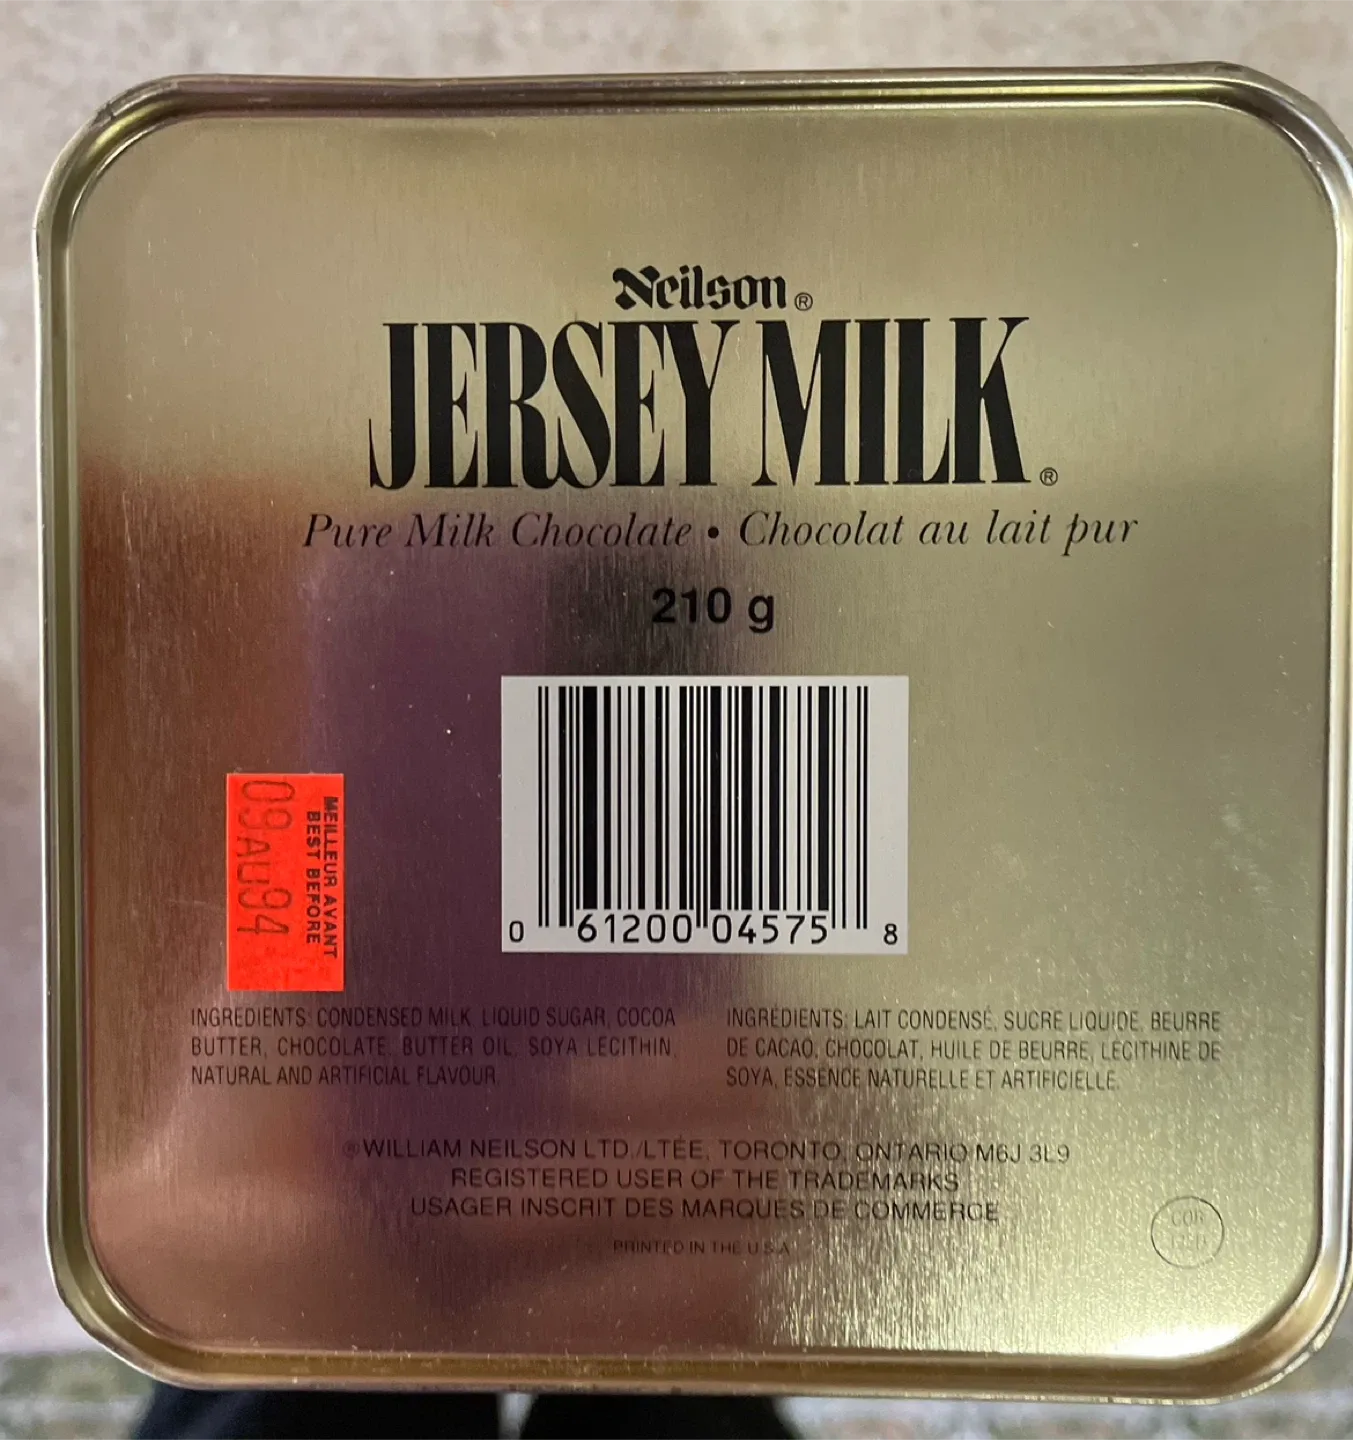 Neilson®
JERSEY MILK®
Pure Milk Chocolate • Chocolat au lait pur
210 g
0 61200 04575 8
MEILLEUR AVANT
BEST BEFORE
09 AU 94
INGREDIENTS: CONDENSED MILK, LIQUID SUGAR, COCOA
BUTTER, CHOCOLATE, BUTTER OIL, SOYA LECITHIN,
NATURAL AND ARTIFICIAL FLAVOUR.
INGRÉDIENTS: LAIT CONDENSÉ, SUCRE LIQUIDE, BEURRE
DE CACAO, CHOCOLAT, HUILE DE BEURRE, LÉCITHINE DE
SOYA, ESSENCE NATURELLE ET ARTIFICIELLE.
®WILLIAM NEILSON LTD./LTÉE, TORONTO, ONTARIO M6J 3L9
REGISTERED USER OF THE TRADEMARKS
USAGER INSCRIT DES MARQUES DE COMMERCE
PRINTED IN THE U.S.A.
COR